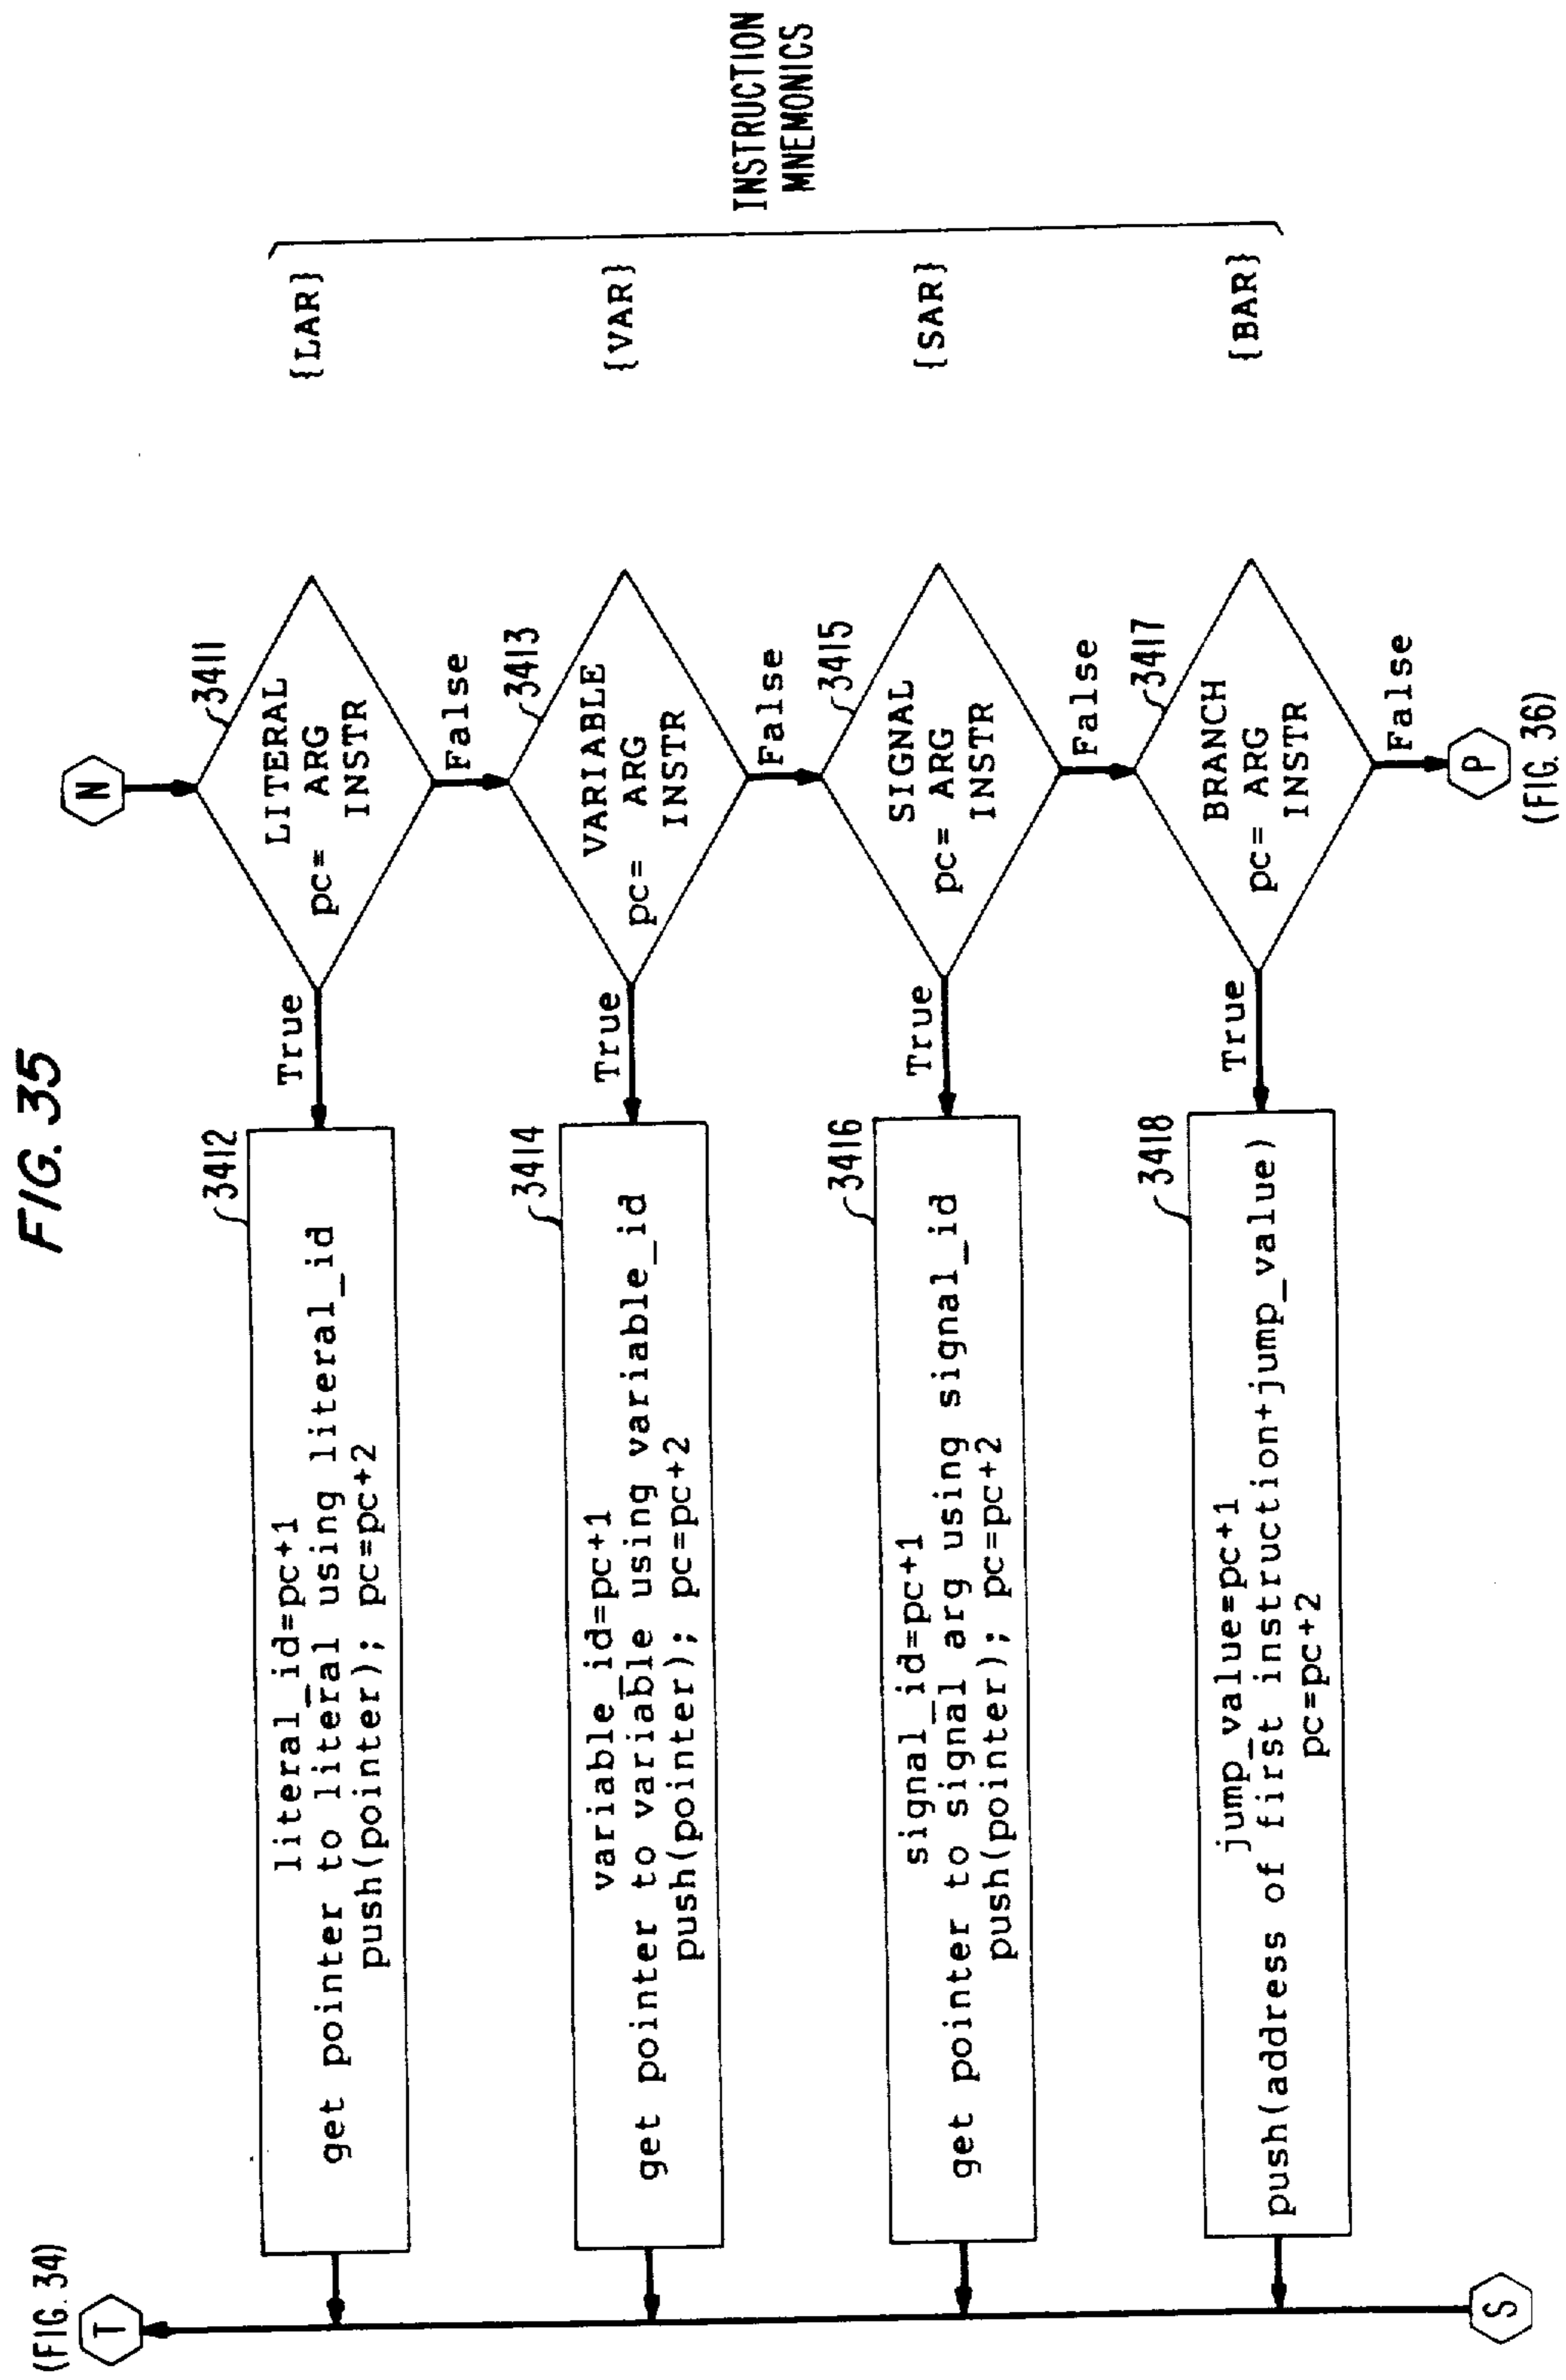 FIG. 35
(FIG. 34)
T
N
3412
literal_id=pc+1
get pointer to literal using literal_id
push(pointer); pc=pc+2
True
3411
LITERAL
pc= ARG
INSTR
{LAR}
False
3414
variable_id=pc+1
get pointer to variable using variable_id
push(pointer); pc=pc+2
True
3413
VARIABLE
pc= ARG
INSTR
{VAR}
False
INSTRUCTION
MNEMONICS
3416
signal_id=pc+1
get pointer to signal arg using signal_id
push(pointer); pc=pc+2
True
3415
SIGNAL
pc= ARG
INSTR
{SAR}
False
3418
jump_value=pc+1
push(address of first instruction+jump_value)
pc=pc+2
True
3417
BRANCH
pc= ARG
INSTR
{BAR}
False
S
P
(FIG. 36)